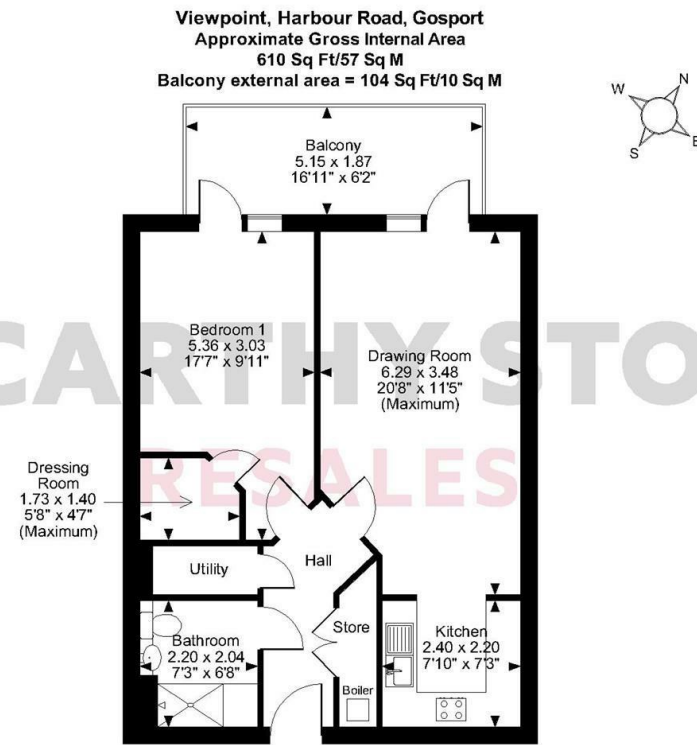 Viewpoint, Harbour Road, Gosport
Approximate Gross Internal Area
610 Sq Ft/57 Sq M
Balcony external area = 104 Sq Ft/10 Sq M
N
W
E
S
Balcony
5.15 x 1.87
16'11" x 6'2"
Bedroom 1
5.36 x 3.03
17'7" x 9'11"
Drawing Room
6.29 x 3.48
20'8" x 11'5"
(Maximum)
CARTHY STO
RESALES
Dressing
Room
1.73 x 1.40
5'8" x 4'7"
(Maximum)
Utility
Hall
Bathroom
2.20 x 2.04
7'3" x 6'8"
Store
Boiler
Kitchen
2.40 x 2.20
7'10" x 7'3"